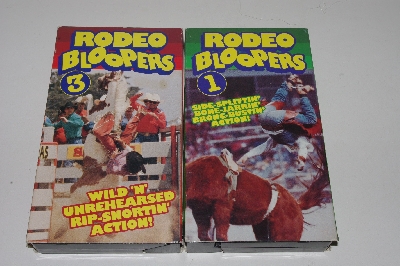 RODEO
BLOOPERS
3
WILD 'N'
UNREHEARSED
RIP-SNORTIN'
ACTION!
RODEO
BLOOPERS
1
SIDE-SPLITTIN'
BONE-JARRIN'
BRONC-BUSTIN'
ACTION!